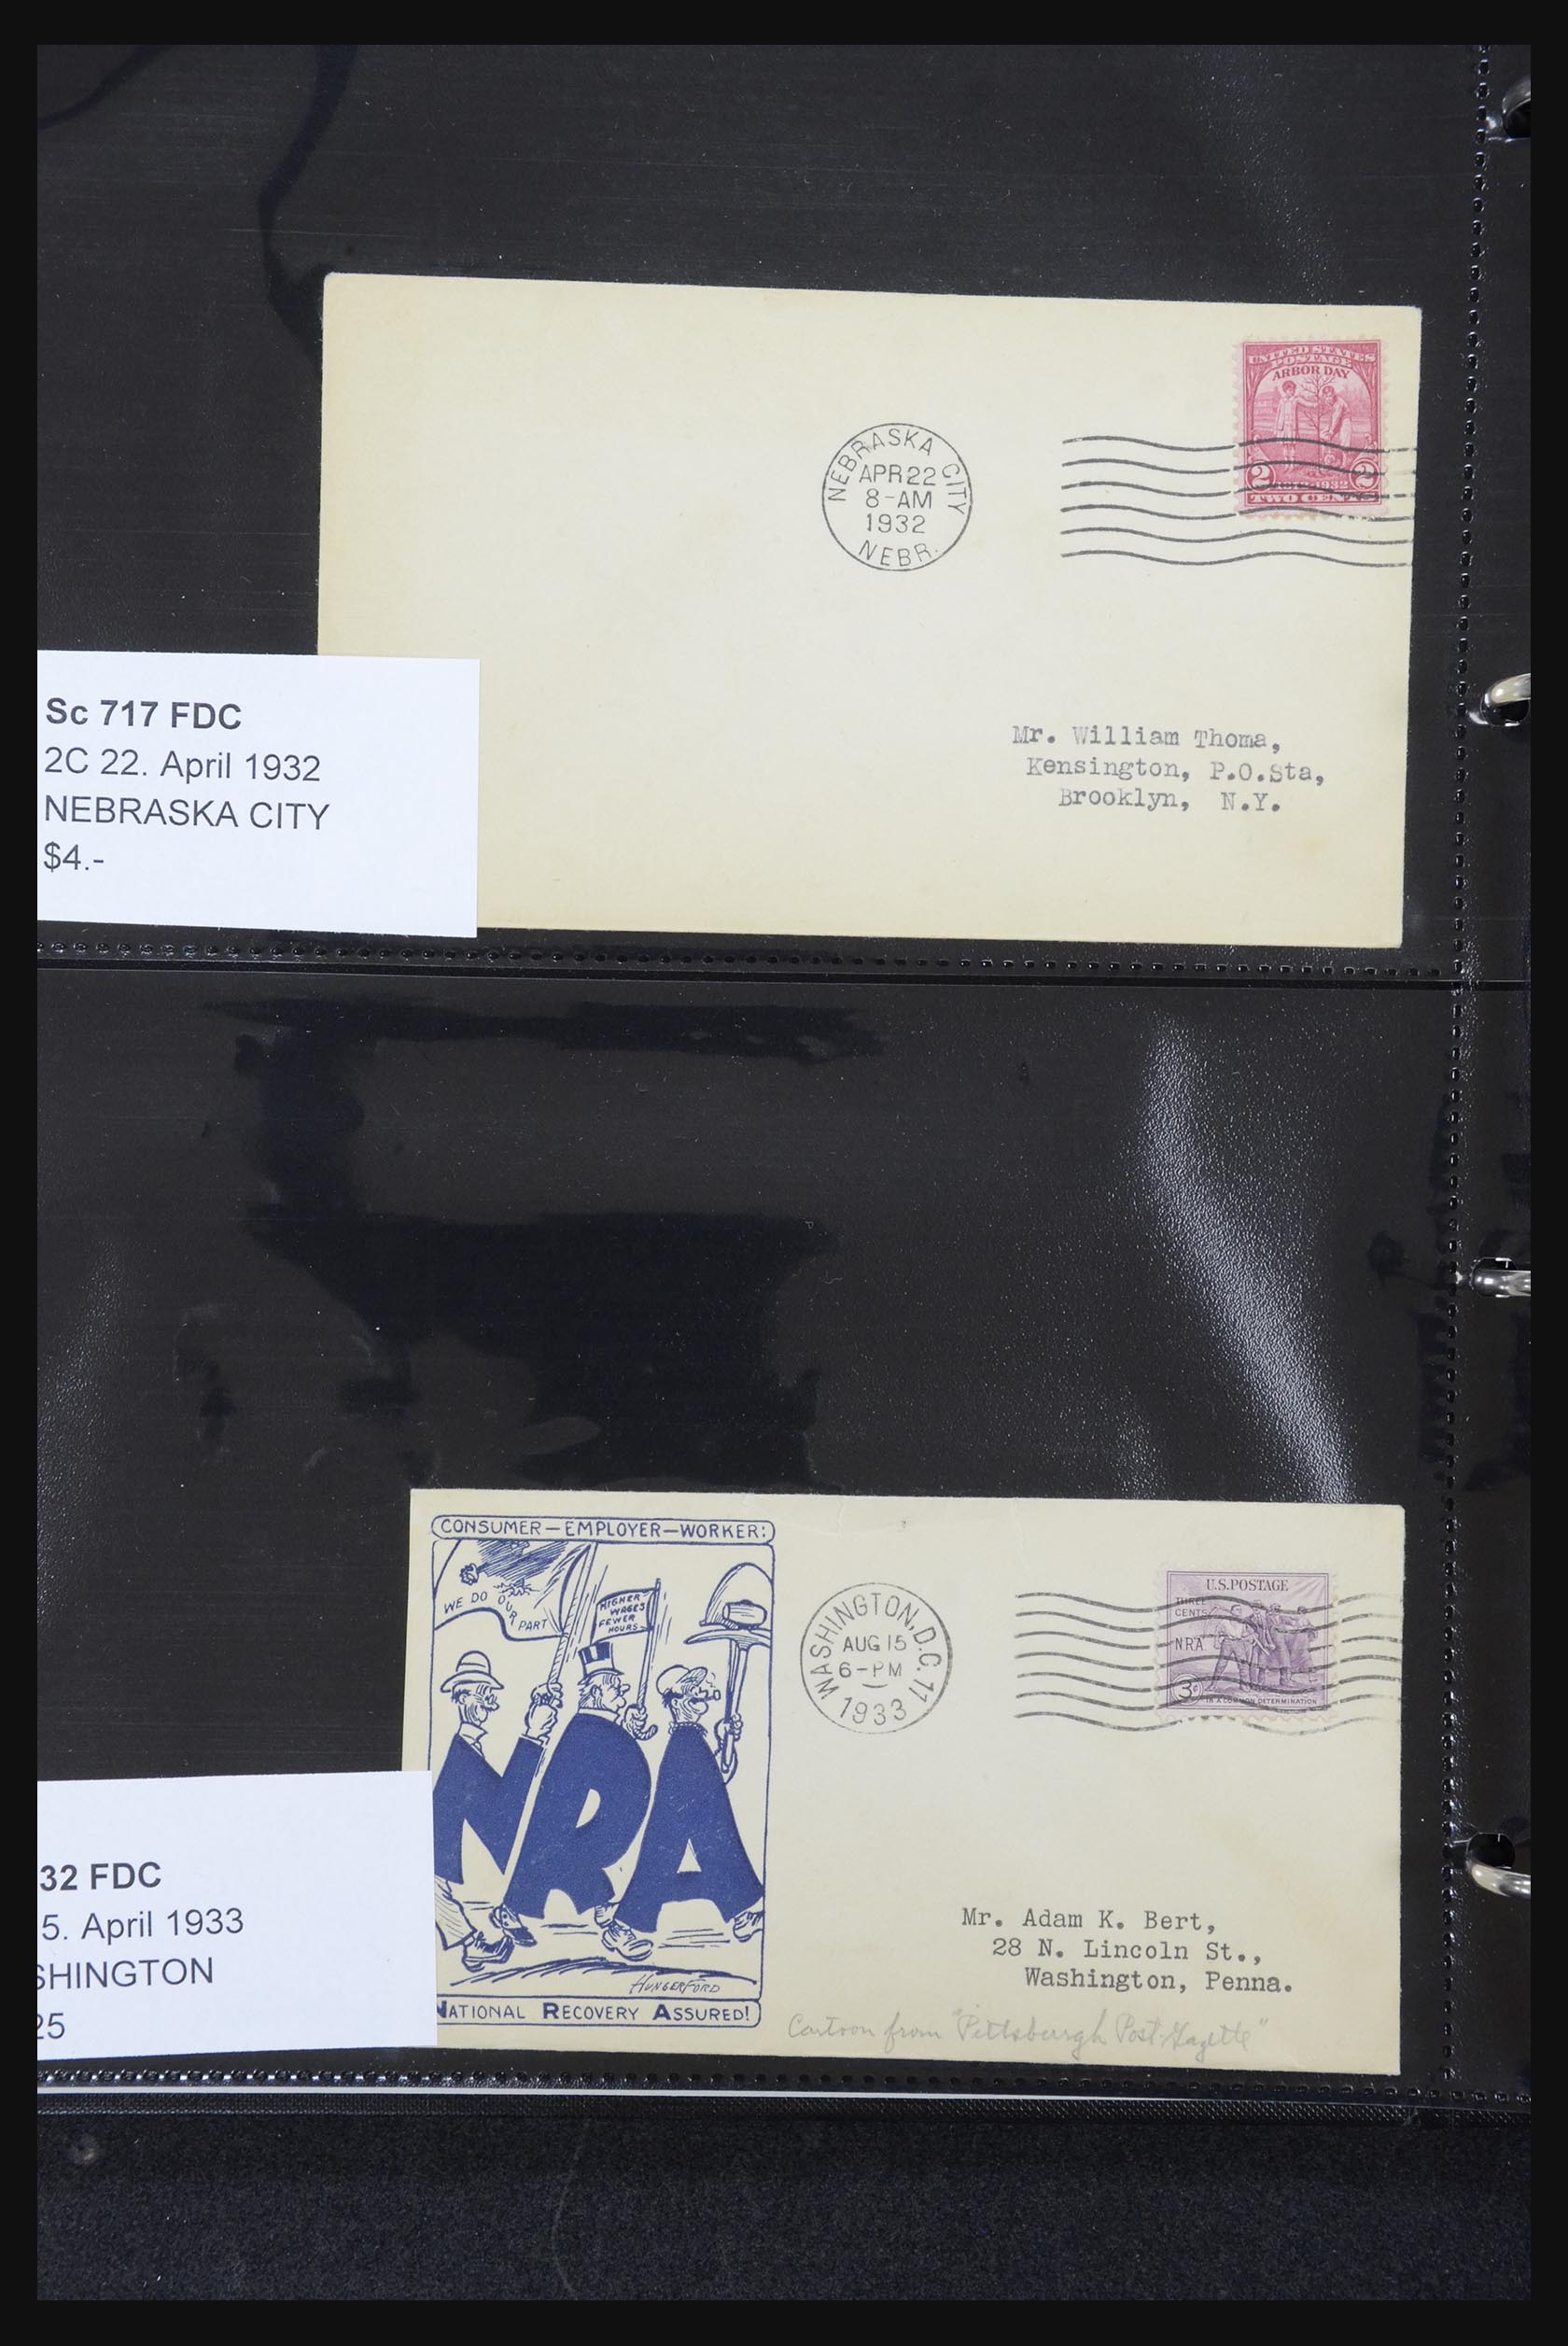 UNITED STATES
POSTAGE
ARBOR DAY
2 1932 2
TWO CENTS
NEBRASKA CITY
APR 22
8-AM
1932
NEBR.
Mr. William Thoma,
Kensington, P.O.Sta,
Brooklyn, N.Y.
Sc 717 FDC
2C 22. April 1932
NEBRASKA CITY
$4.-
CONSUMER-EMPLOYER-WORKER:
WE DO OUR PART
HIGHER
WAGES
FEWER
HOURS
NRA
HUNGERFORD
NATIONAL RECOVERY ASSURED!
WASHINGTON, D.C. 11
AUG 15
6-PM
1933
U.S. POSTAGE
THREE
CENTS
NRA
3¢
IN A COMMON DETERMINATION
Mr. Adam K. Bert,
28 N. Lincoln St.,
Washington, Penna.
Cartoon from "Pittsburgh Post-Gazette"
32 FDC
5. April 1933
SHINGTON
25